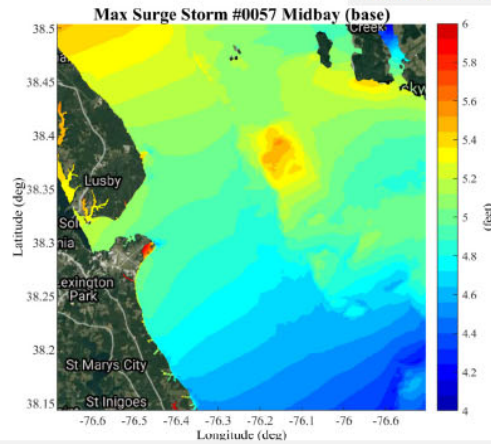 Max Surge Storm #0057 Midbay (base)
38.5
38.45
38.4
38.35
38.3
38.25
38.2
38.15
Latitude (deg)
Creek
Lusby
Sol
nia
Lexington
Park
St Marys City
St Inigoes
-76.6
-76.5
-76.4
-76.3
-76.2
-76.1
-76
-76.6
Longitude (deg)
6
5.8
5.6
5.4
5.2
5
4.8
4.6
4.4
4.2
4
(feet)